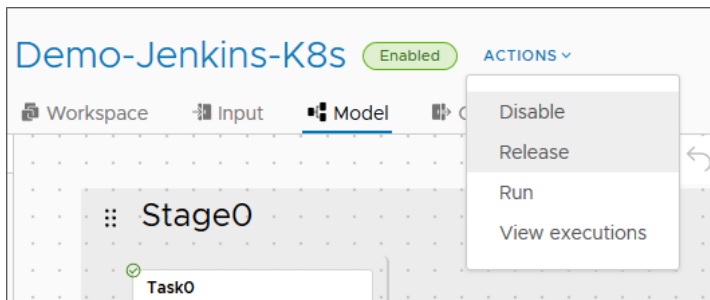 Demo-Jenkins-K8s Enabled ACTIONS
Workspace Input Model
Disable
Release
Run
View executions
Stage0
Task0